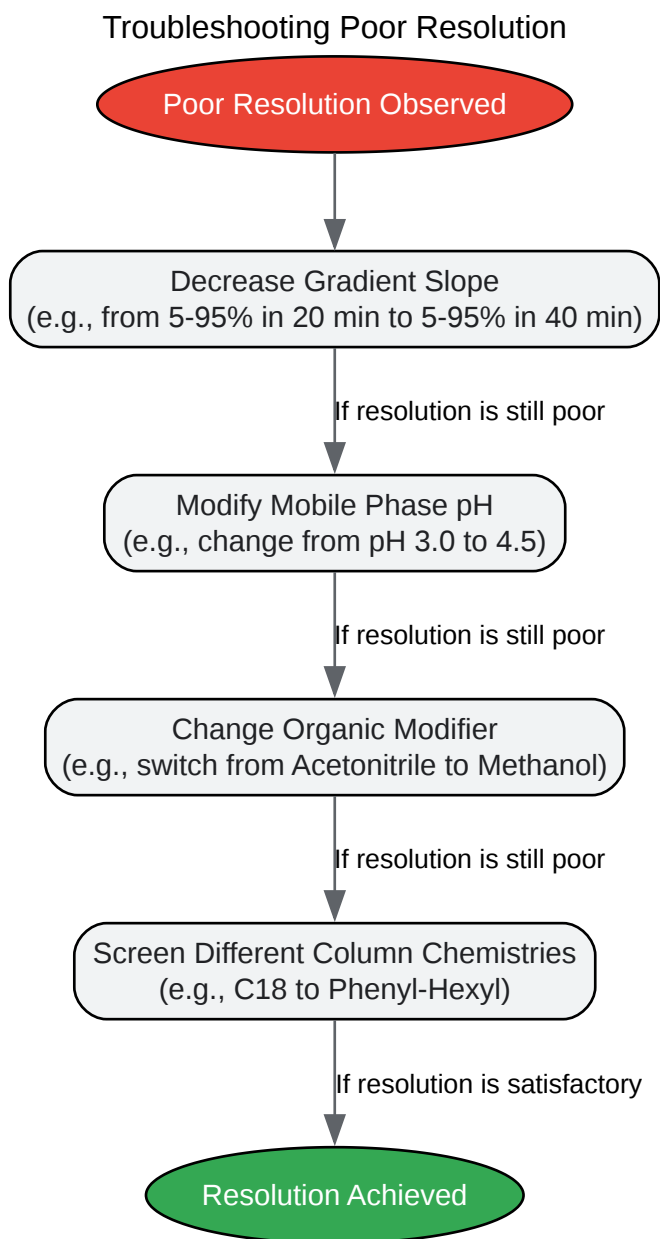 Troubleshooting Poor Resolution
Poor Resolution Observed
Decrease Gradient Slope
(e.g., from 5-95% in 20 min to 5-95% in 40 min)
If resolution is still poor
Modify Mobile Phase pH
(e.g., change from pH 3.0 to 4.5)
If resolution is still poor
Change Organic Modifier
(e.g., switch from Acetonitrile to Methanol)
If resolution is still poor
Screen Different Column Chemistries
(e.g., C18 to Phenyl-Hexyl)
If resolution is satisfactory
Resolution Achieved